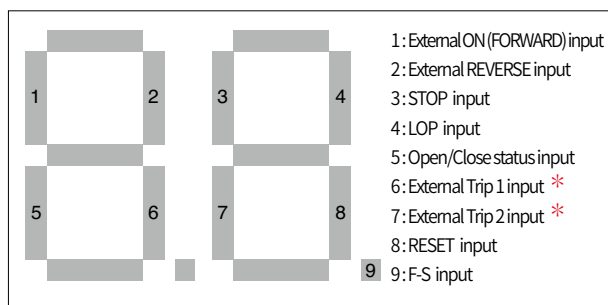 1
2
3
4
5
6
7
8
9
1:External ON (FORWARD) input
2:External REVERSE input
3:STOP input
4:LOP input
5:Open/Close status input
6:External Trip 1 input *
7:External Trip 2 input *
8:RESET input
9:F-S input